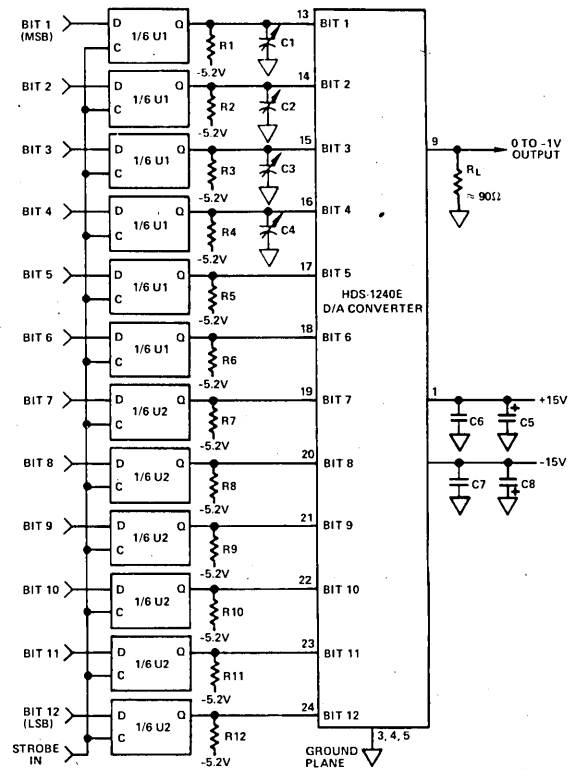 BIT 1 (MSB) D Q 1/6 U1 C R1 -5.2V C1 13 BIT 1
BIT 2 D Q 1/6 U1 C R2 -5.2V C2 14 BIT 2
BIT 3 D Q 1/6 U1 C R3 -5.2V C3 15 BIT 3
9 0 TO -1V OUTPUT
RL ≈ 90Ω
BIT 4 D Q 1/6 U1 C R4 -5.2V C4 16 BIT 4
BIT 5 D Q 1/6 U1 C R5 -5.2V 17 BIT 5
HDS-1240E
D/A CONVERTER
BIT 6 D Q 1/6 U1 C R6 -5.2V 18 BIT 6
BIT 7 D Q 1/6 U2 C R7 -5.2V 19 BIT 7
1 +15V
C6 C5
BIT 8 D Q 1/6 U2 C R8 -5.2V 20 BIT 8
-15V
C7 C8
BIT 9 D Q 1/6 U2 C R9 -5.2V 21 BIT 9
BIT 10 D Q 1/6 U2 C R10 -5.2V 22 BIT 10
BIT 11 D Q 1/6 U2 C R11 -5.2V 23 BIT 11
BIT 12 (LSB) D Q 1/6 U2 C R12 -5.2V 24 BIT 12
STROBE IN
GROUND PLANE
3, 4, 5